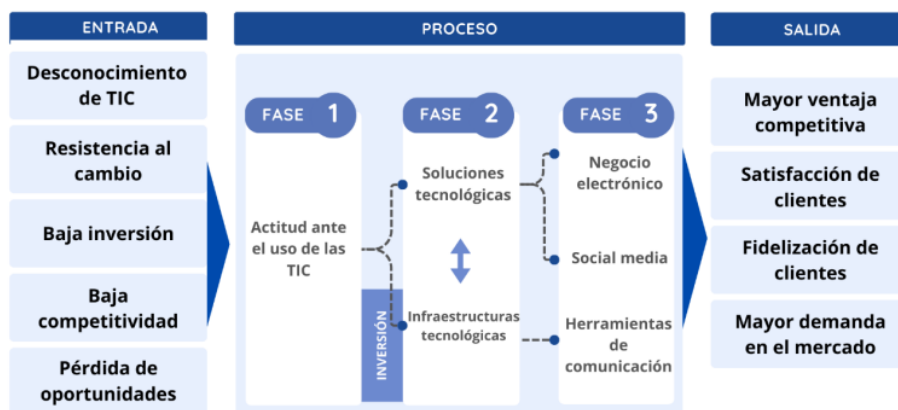 ENTRADA
Desconocimiento
de TIC
Resistencia al
cambio
Baja inversión
Baja
competitividad
Pérdida de
oportunidades
PROCESO
FASE 1
Actitud ante
el uso de las
TIC
INVERSIÓN
FASE 2
Soluciones
tecnológicas
Infraestructuras
tecnológicas
FASE 3
Negocio
electrónico
Social media
Herramientas
de
comunicación
SALIDA
Mayor ventaja
competitiva
Satisfacción de
clientes
Fidelización de
clientes
Mayor demanda
en el mercado